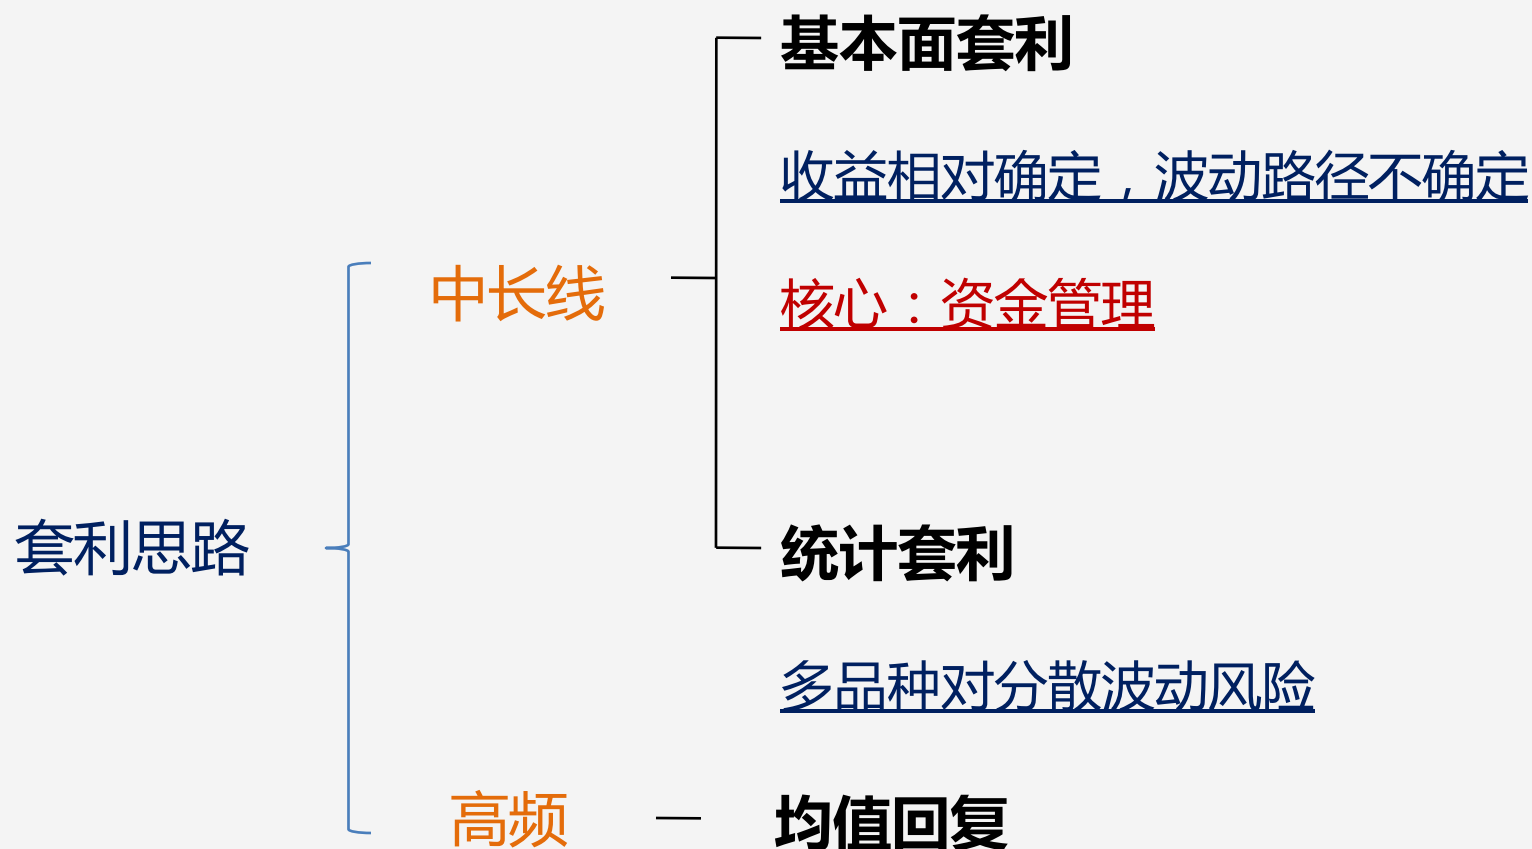 基本面套利
收益相对确定，波动路径不确定
中长线
核心：资金管理
套利思路
统计套利
多品种对分散波动风险
高频
均值回复